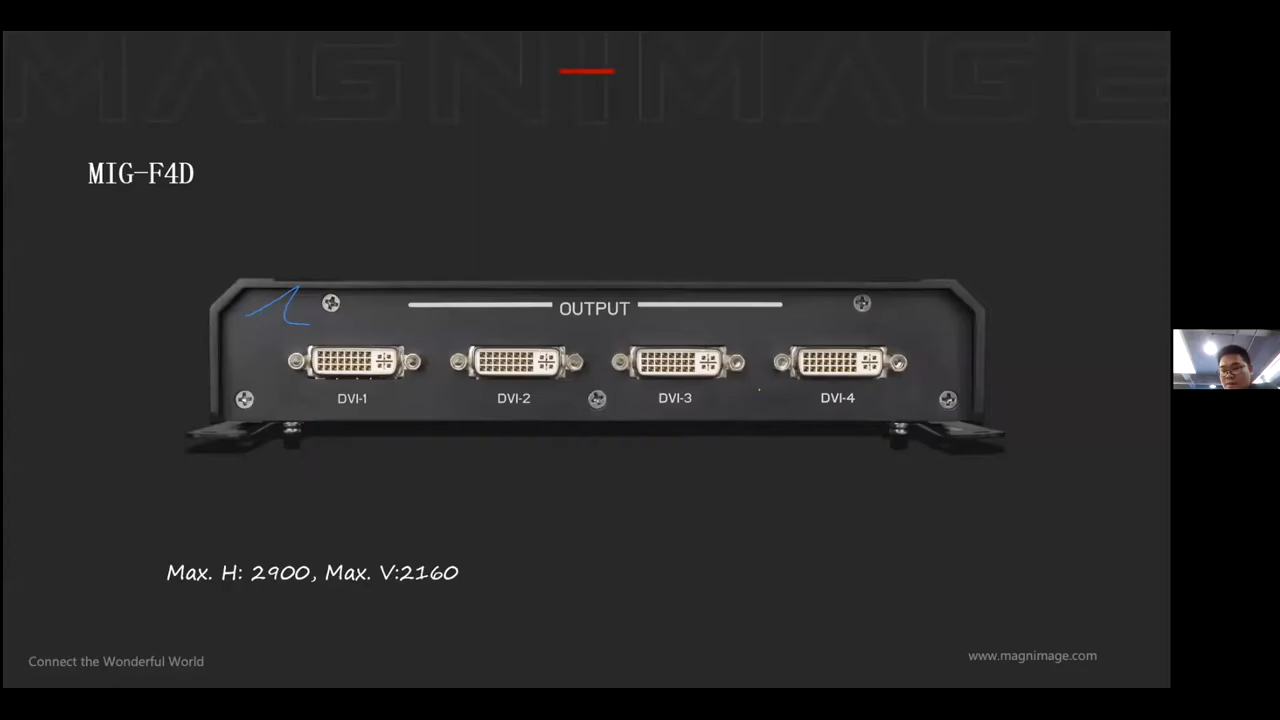 MAGNIMAGE
MIG-F4D
OUTPUT
DVI-1 DVI-2 DVI-3 DVI-4
Max. H: 2900, Max. V:2160
Connect the Wonderful World
www.magnimage.com